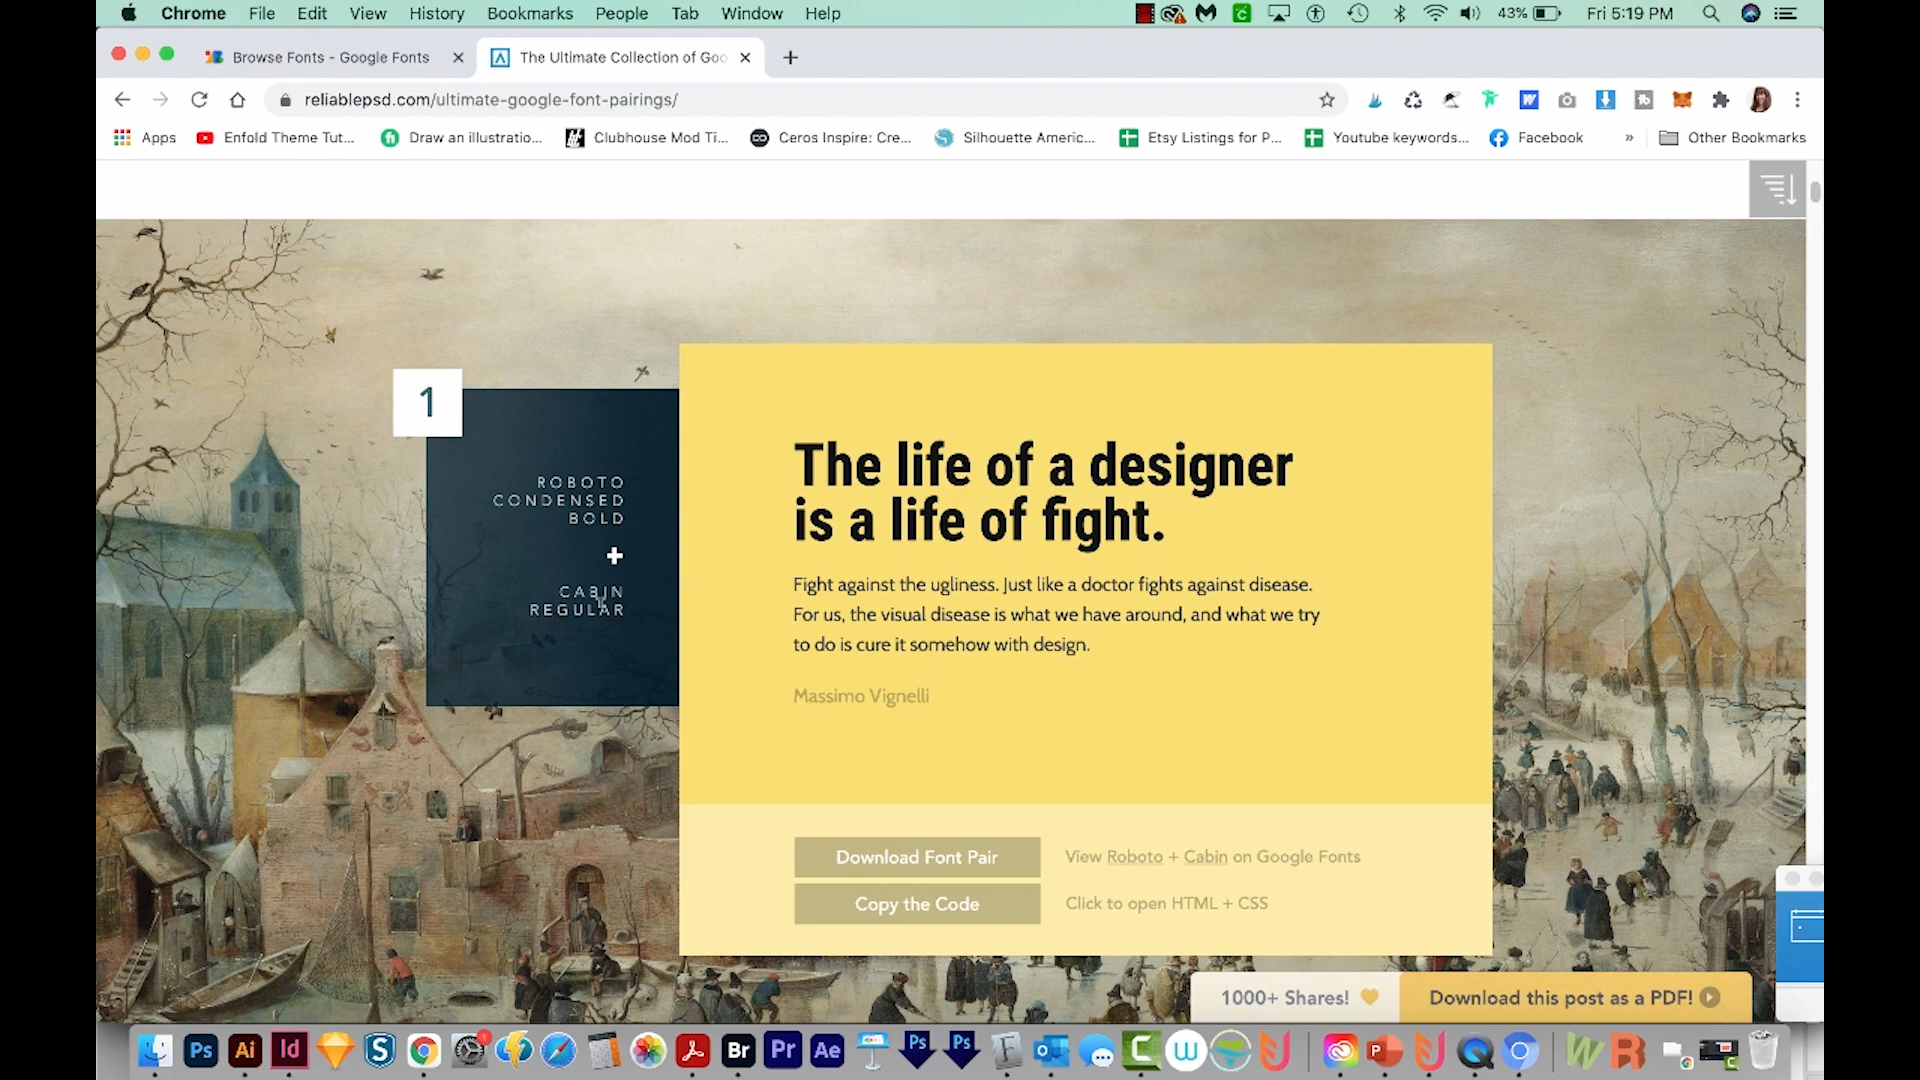 Chrome File Edit View History Bookmarks People Tab Window Help 43% Fri 5:19 PM
Browse Fonts - Google Fonts The Ultimate Collection of Goo
reliablepsd.com/ultimate-google-font-pairings/
Apps Enfold Theme Tut... Draw an illustratio... Clubhouse Mod Ti... Ceros Inspire: Cre... Silhouette Americ... Etsy Listings for P... Youtube keywords... Facebook » Other Bookmarks
1
ROBOTO
CONDENSED
BOLD
+
CABIN
REGULAR
The life of a designer
is a life of fight.
Fight against the ugliness. Just like a doctor fights against disease.
For us, the visual disease is what we have around, and what we try
to do is cure it somehow with design.
Massimo Vignelli
Download Font Pair View Roboto + Cabin on Google Fonts
Copy the Code Click to open HTML + CSS
1000+ Shares! Download this post as a PDF!
Ps Ai Id S Br Pr Ae Ps Ps